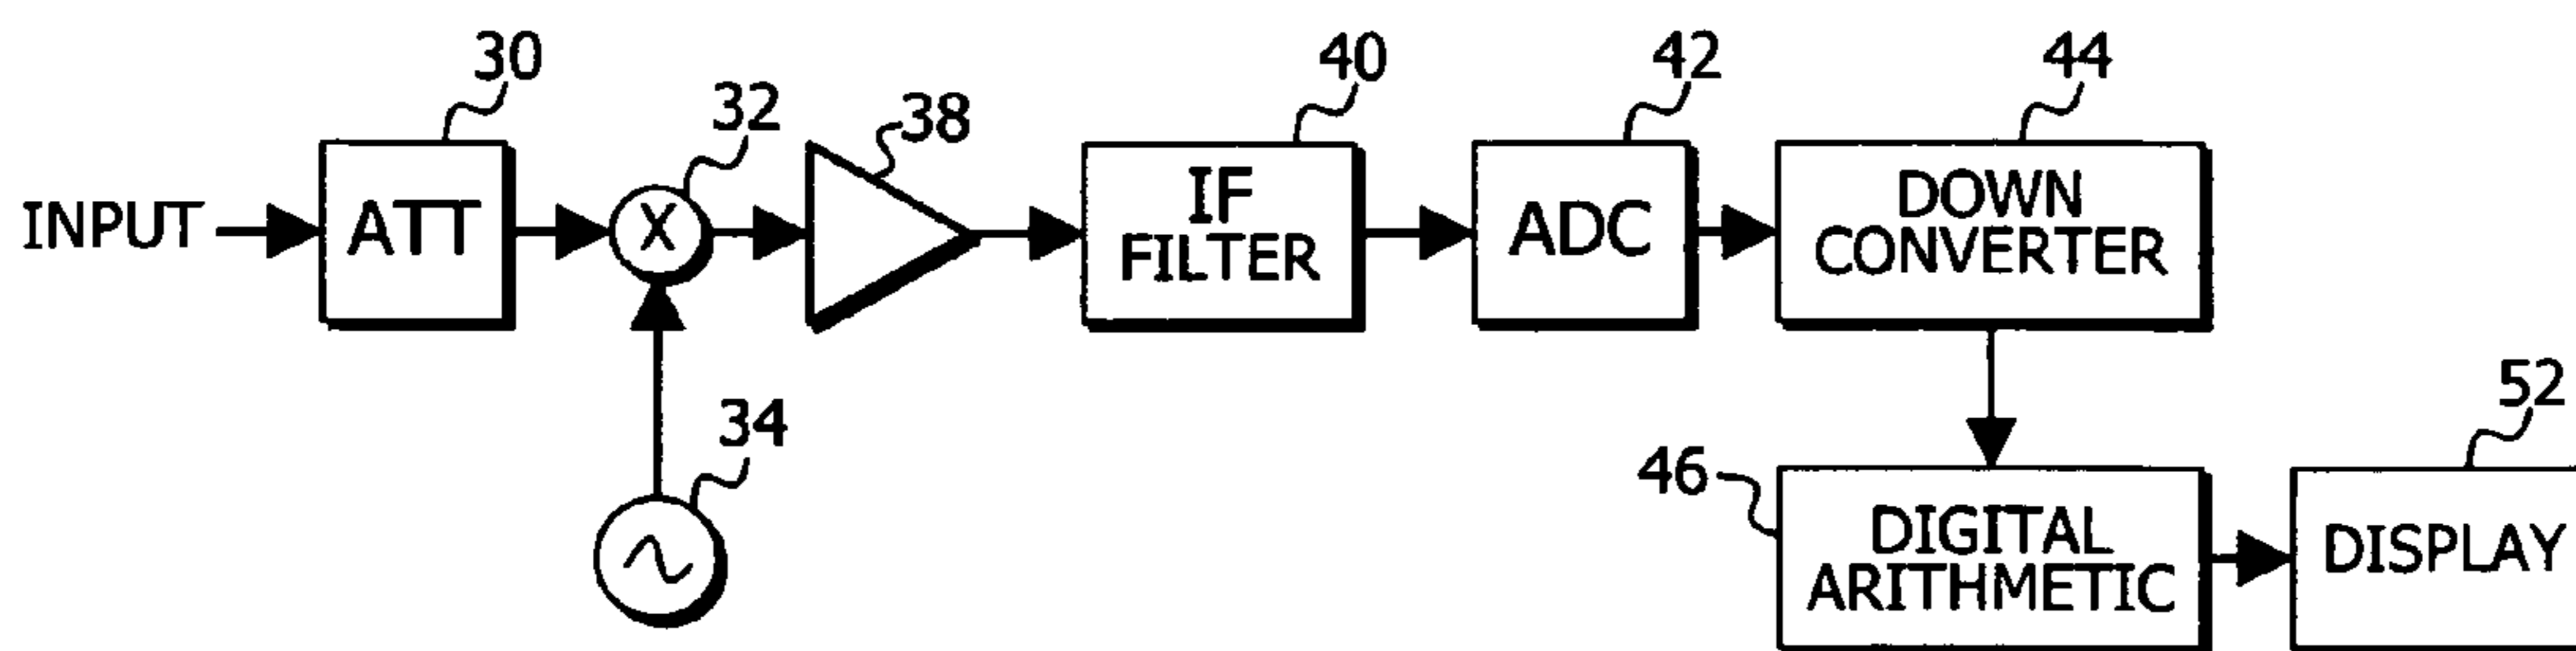 30
32
38
40
42
44
INPUT
ATT
X
IF
FILTER
ADC
DOWN
CONVERTER
34
46
52
DIGITAL
ARITHMETIC
DISPLAY